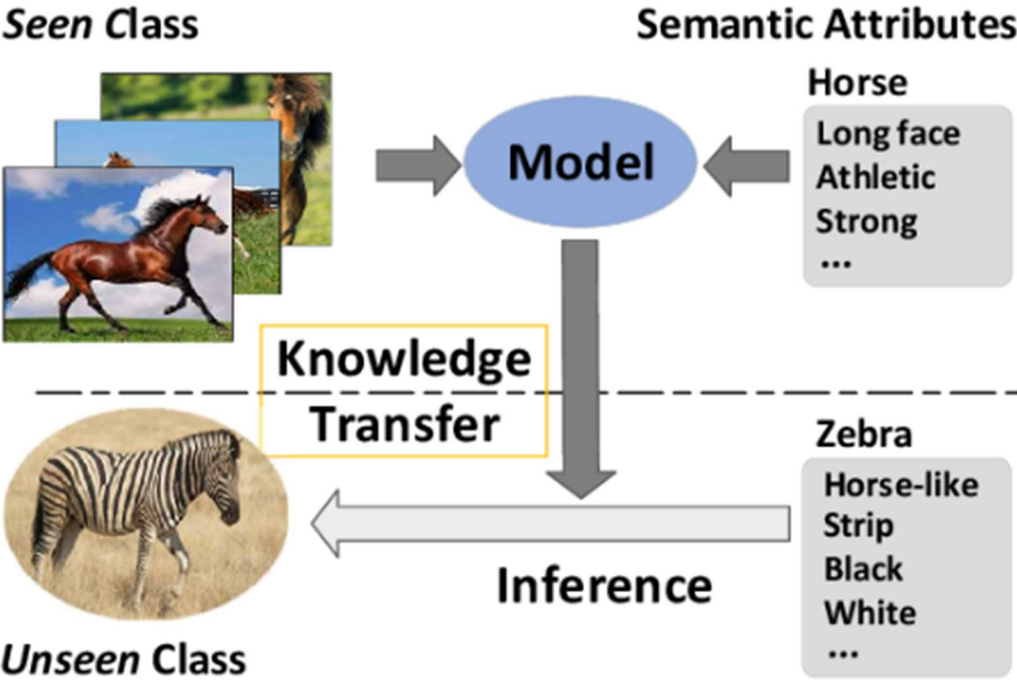 Seen Class
Semantic Attributes
Horse
Long face
Athletic
Strong
...
Model
Knowledge
Transfer
Zebra
Horse-like
Strip
Black
White
...
Inference
Unseen Class